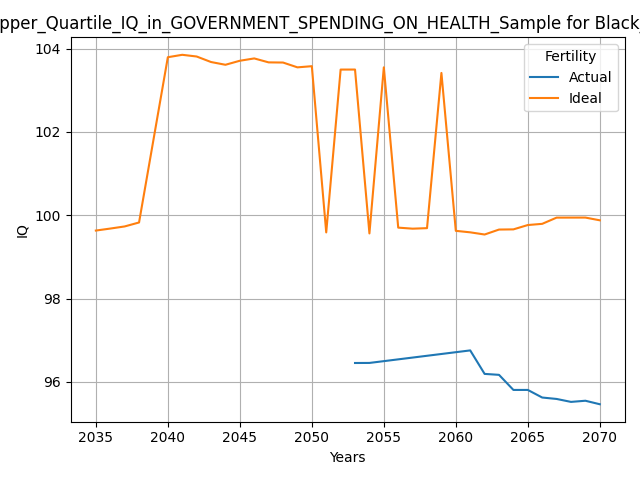 pper_Quartile_IQ_in_GOVERNMENT_SPENDING_ON_HEALTH_Sample for Black_
104
102
100
98
96
IQ
Fertility
Actual
Ideal
2035 2040 2045 2050 2055 2060 2065 2070
Years